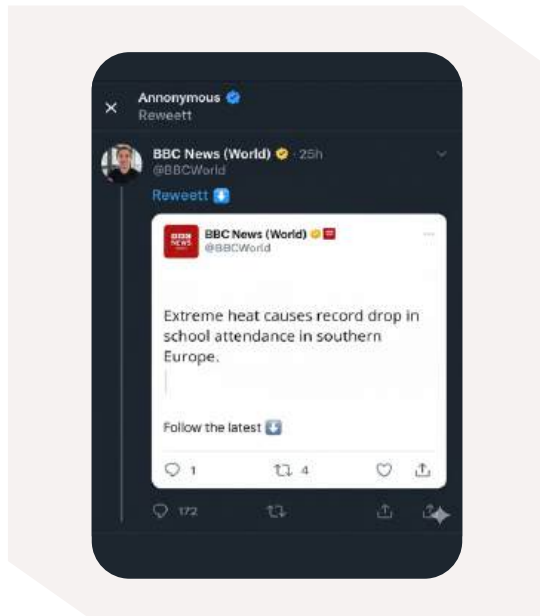 Annonymous
Reweett
BBC News (World) · 25h
@BBCWorld
Reweett
BBC
NEWS
BBC News (World)
@BBCWorld
Extreme heat causes record drop in
school attendance in southern
Europe.
Follow the latest
1 4
172